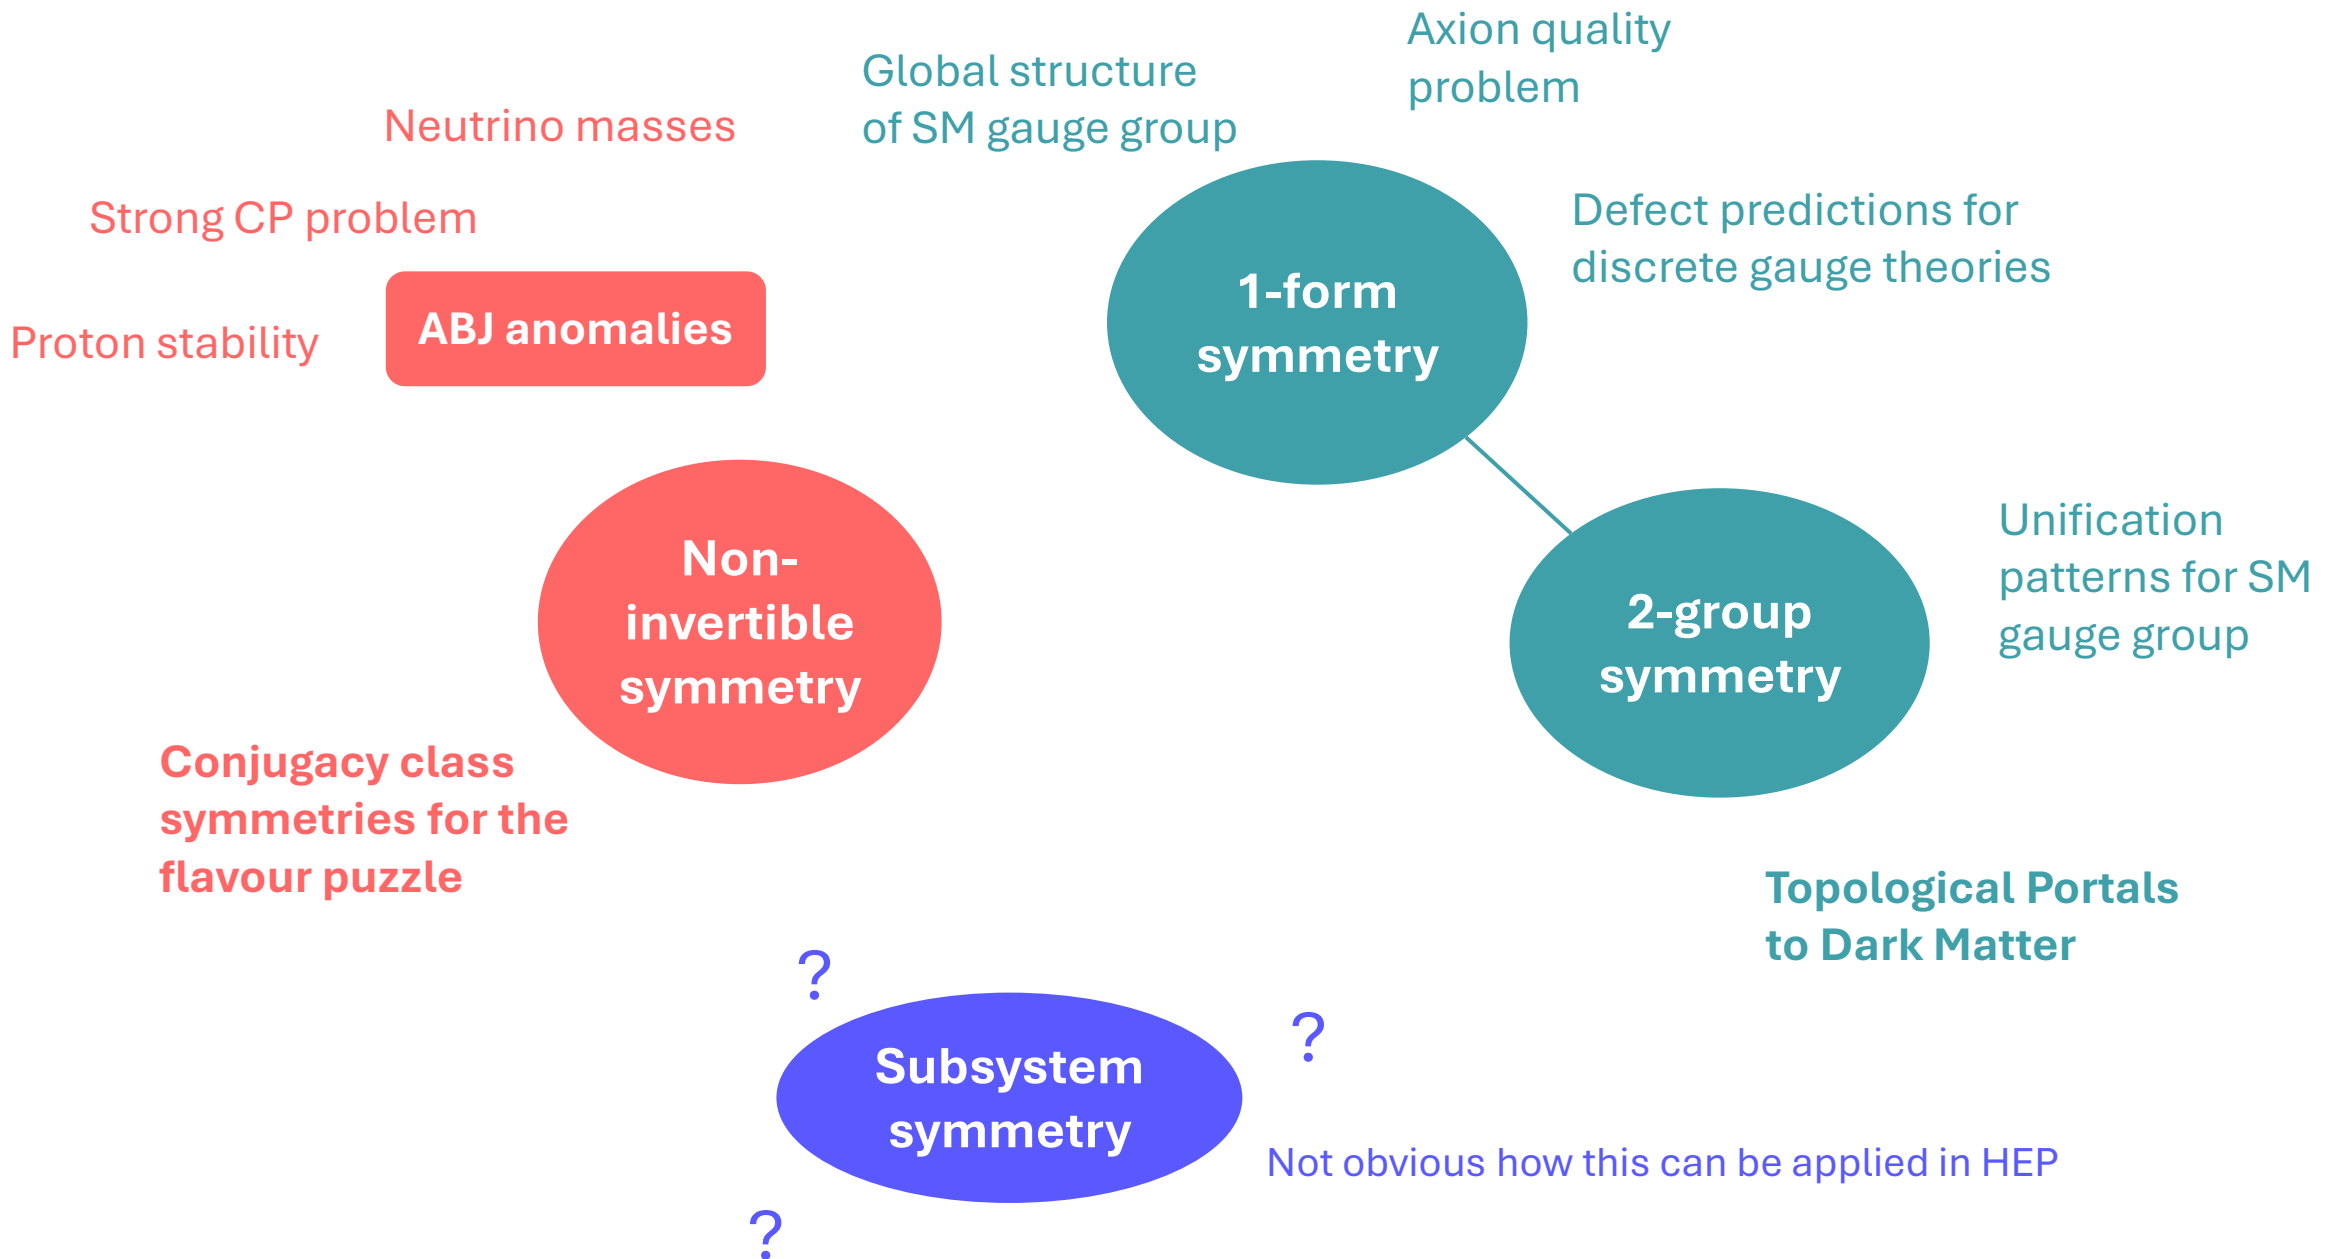 Axion quality
problem
Global structure
of SM gauge group
Neutrino masses
Strong CP problem
Proton stability
ABJ anomalies
1-form
symmetry
Defect predictions for
discrete gauge theories
Non-
invertible
symmetry
2-group
symmetry
Unification
patterns for SM
gauge group
Conjugacy class
symmetries for the
flavour puzzle
Topological Portals
to Dark Matter
?
?
Subsystem
symmetry
Not obvious how this can be applied in HEP
?